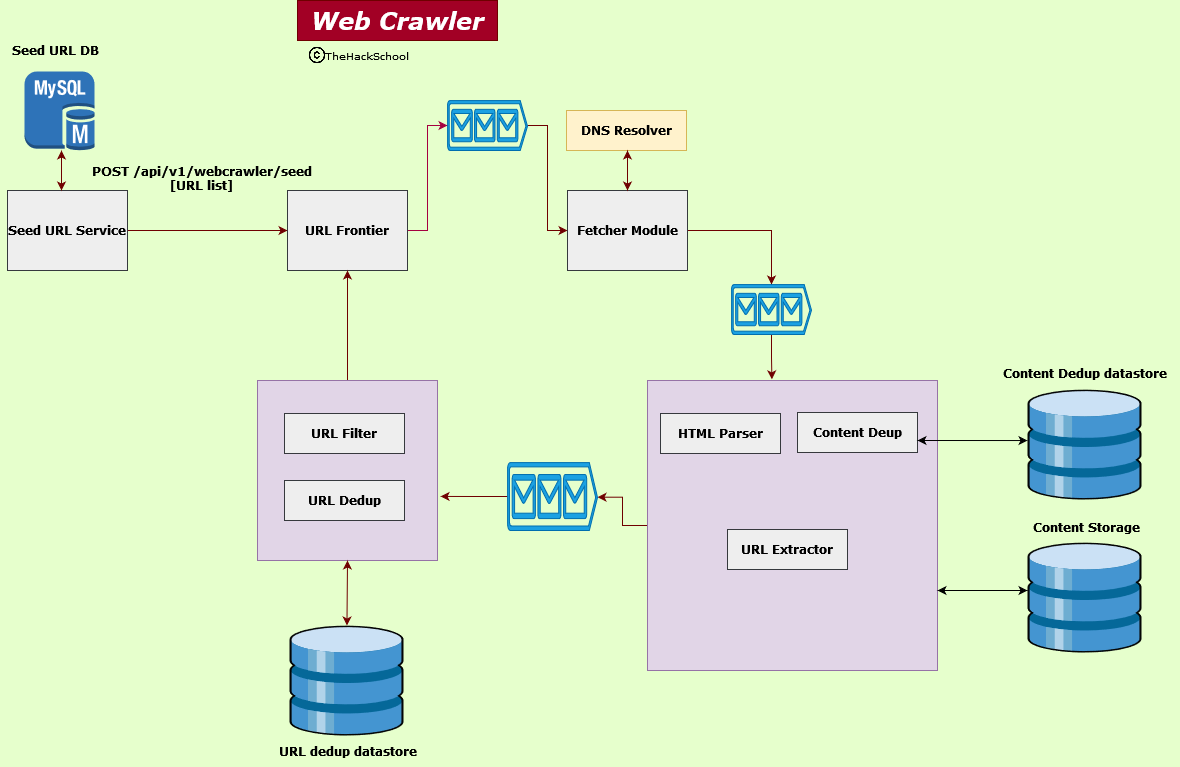 Web Crawler
©TheHackSchool
Seed URL DB
MySQL
M
DNS Resolver
POST /api/v1/webcrawler/seed
[URL list]
Seed URL Service
URL Frontier
Fetcher Module
Content Dedup datastore
URL Filter
HTML Parser
Content Deup
URL Dedup
Content Storage
URL Extractor
URL dedup datastore